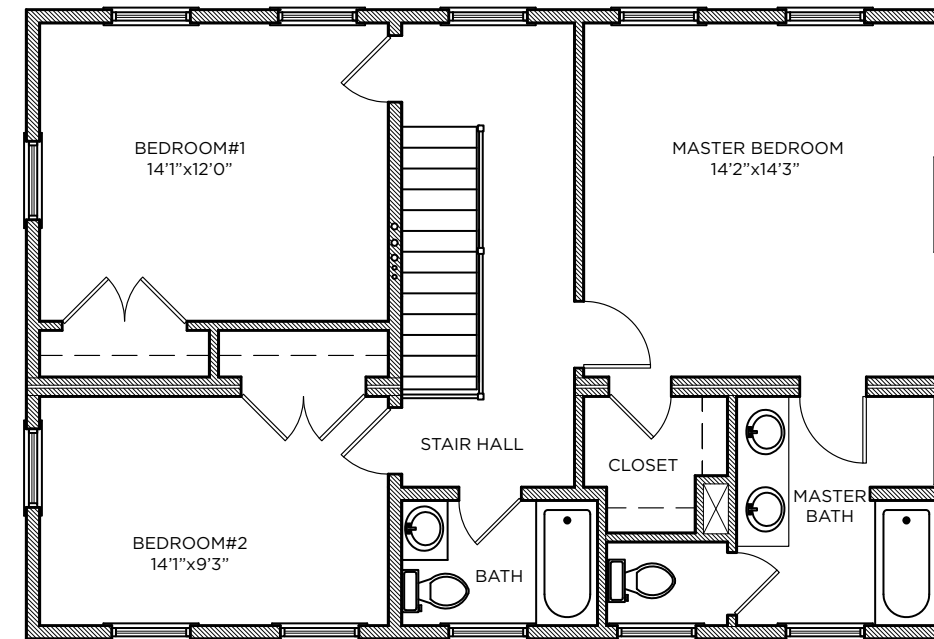 BEDROOM#1
14'1”x12'0”
MASTER BEDROOM
14'2”x14'3”
STAIR HALL
CLOSET
MASTER
BATH
BEDROOM#2
14'1”x9'3”
BATH